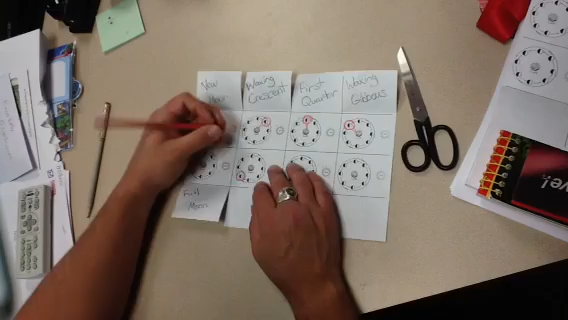 New
Moon
Waxing
Crescent
First
Quarter
Waxing
Gibbous
Full
Moon